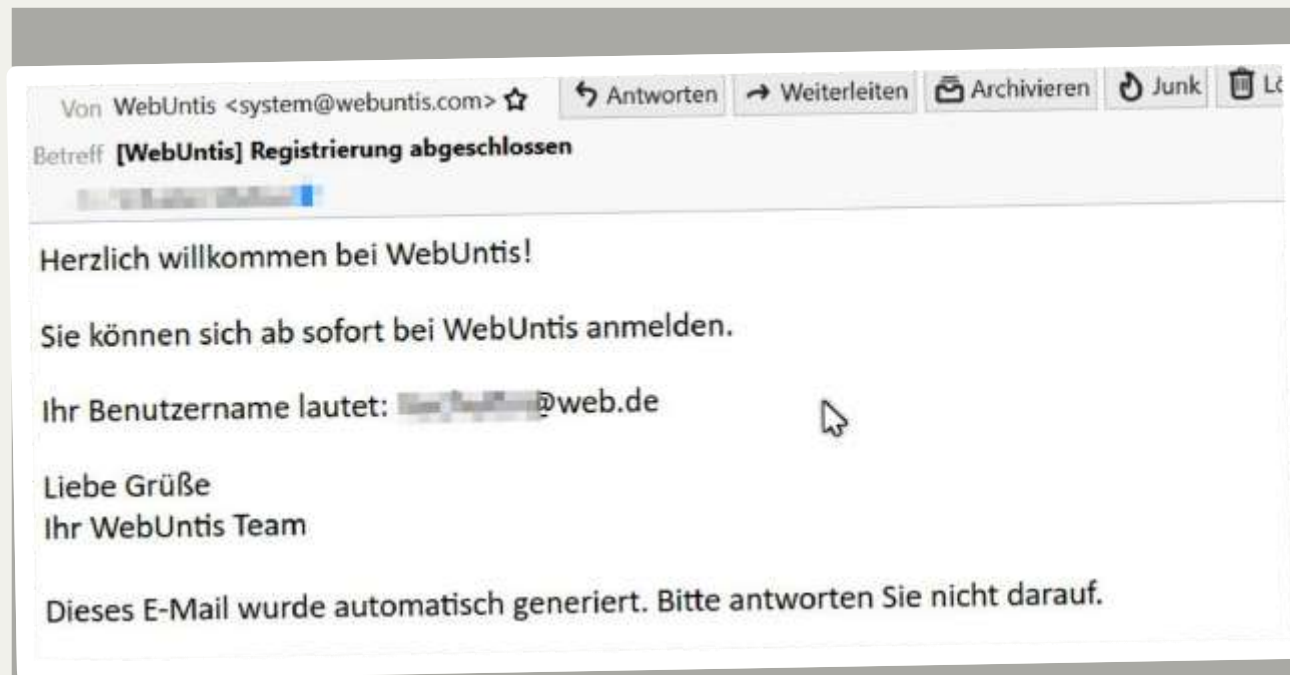 Von WebUntis <system@webuntis.com>
Antworten
Weiterleiten
Archivieren
Junk
Betreff [WebUntis] Registrierung abgeschlossen
Herzlich willkommen bei WebUntis!
Sie können sich ab sofort bei WebUntis anmelden.
Ihr Benutzername lautet: @web.de
Liebe Grüße
Ihr WebUntis Team
Dieses E-Mail wurde automatisch generiert. Bitte antworten Sie nicht darauf.